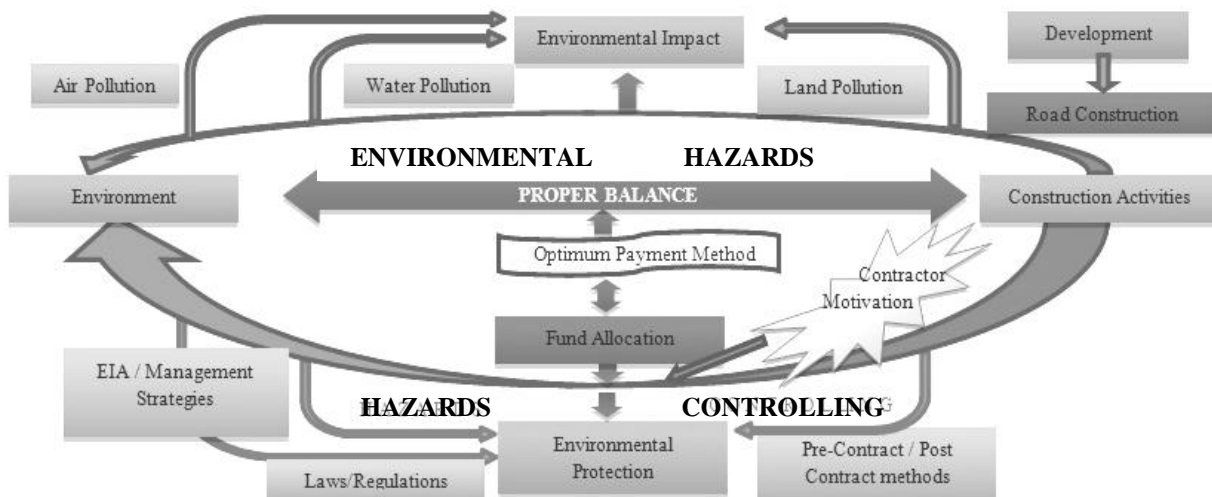 Environmental Impact
Development
Air Pollution
Water Pollution
Land Pollution
Road Construction
ENVIRONMENTAL HAZARDS
Environment
PROPER BALANCE
Construction Activities
Optimum Payment Method
Contractor
Motivation
Fund Allocation
EIA / Management
Strategies
HAZARDS CONTROLLING
Environmental
Protection
Pre-Contract / Post
Contract methods
Laws/Regulations